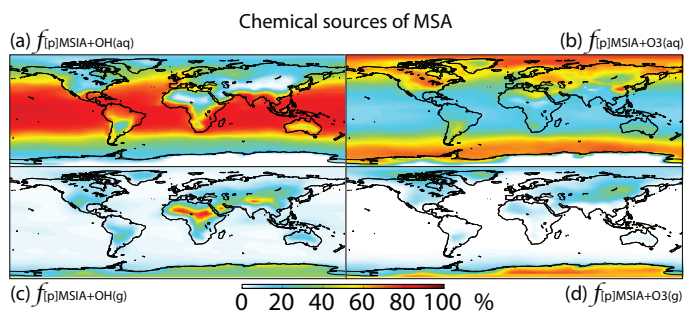 Chemical sources of MSA
(a) f[p]MSIA+OH(aq)
(b) f[p]MSIA+O3(aq)
(c) f[p]MSIA+OH(g)
0 20 40 60 80 100 %
(d) f[p]MSIA+O3(g)